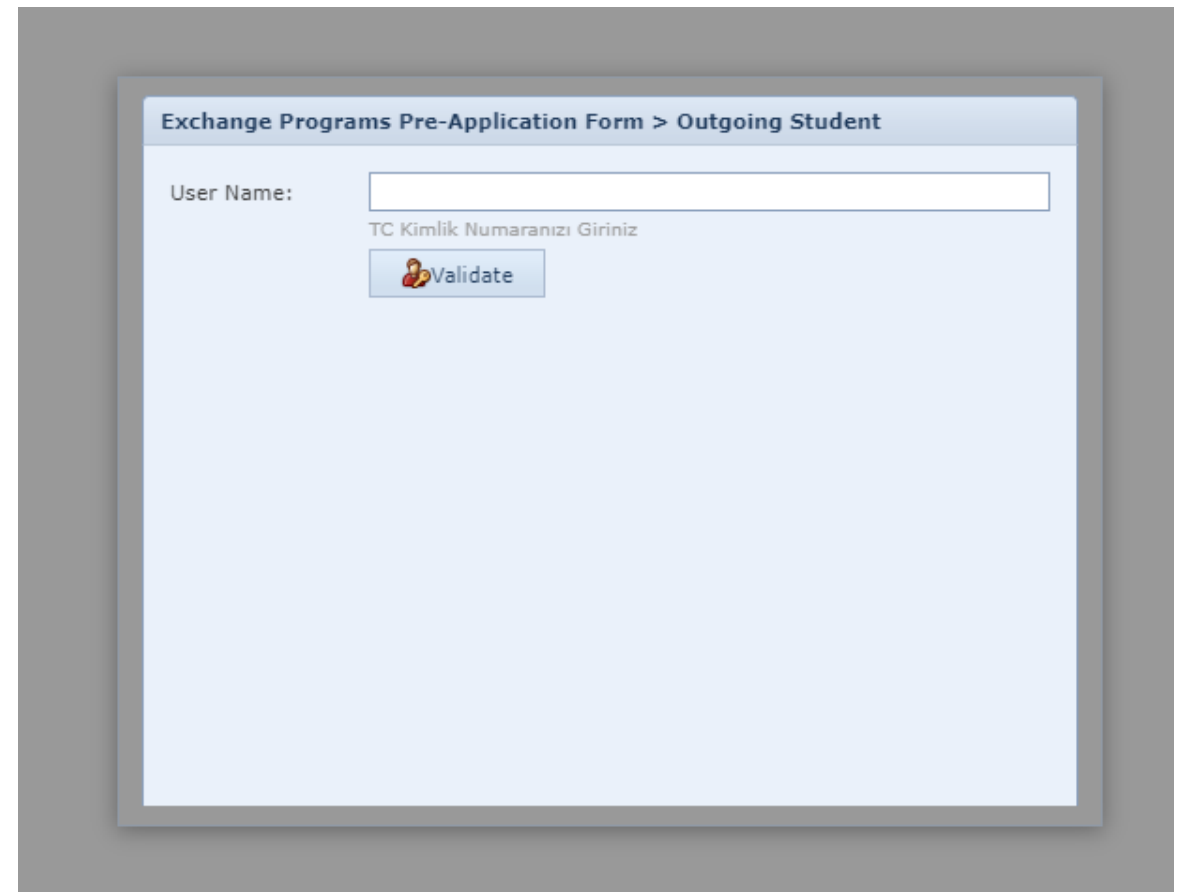 Exchange Programs Pre-Application Form > Outgoing Student
User Name:
TC Kimlik Numaranızı Giriniz
Validate